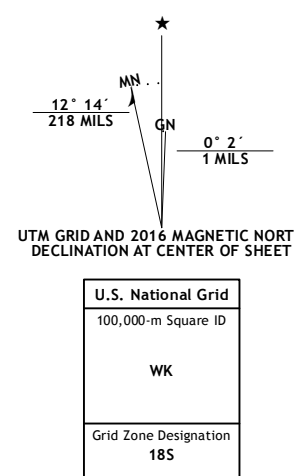 ★
MN
12° 14´
218 MILS
GN
0° 2´
1 MILS
UTM GRID AND 2016 MAGNETIC NORT
DECLINATION AT CENTER OF SHEET
U.S. National Grid
100,000-m Square ID
WK
Grid Zone Designation
18S